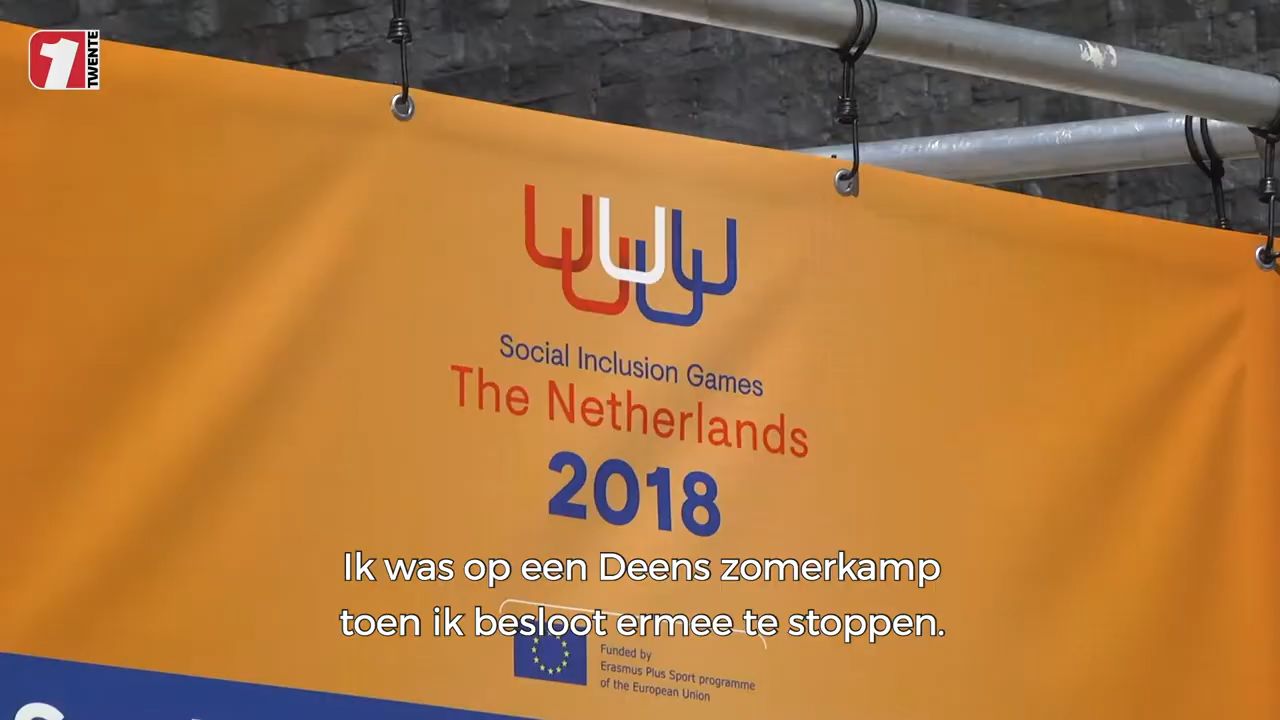 1
TWENTE
Social Inclusion Games
The Netherlands
2018
Ik was op een Deens zomerkamp
toen ik besloot ermee te stoppen.
Funded by
Erasmus Plus Sport programme
of the European Union